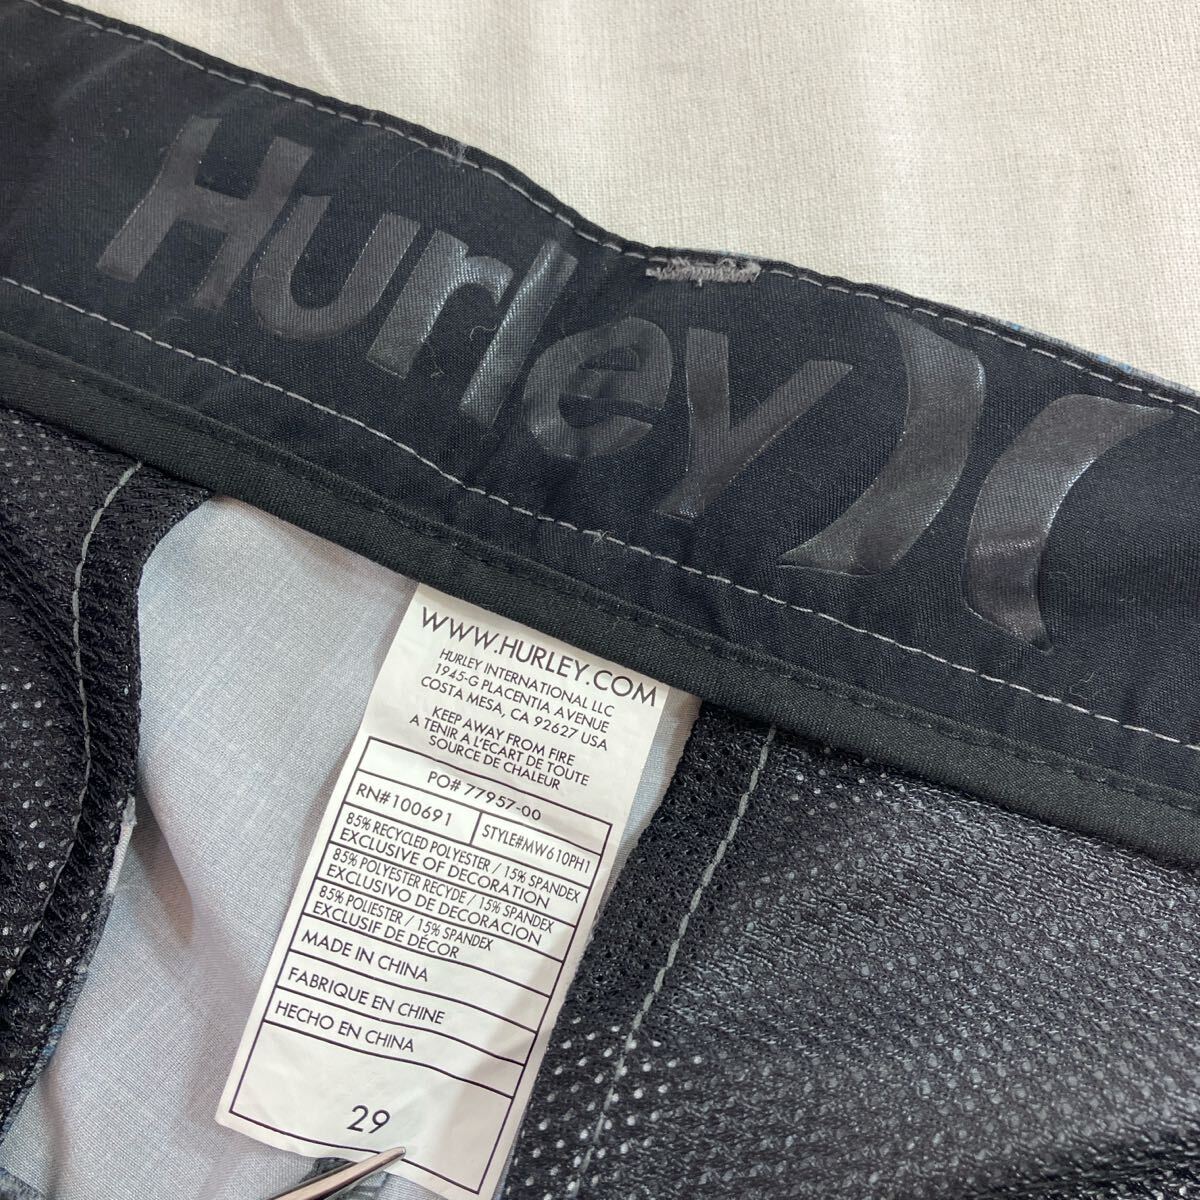 Hurley
WWW.HURLEY.COM
HURLEY INTERNATIONAL LLC
1945-G PLACENTIA AVENUE
COSTA MESA, CA 92627 USA
KEEP AWAY FROM FIRE
A TENIR A L'ECART DE TOUTE
SOURCE DE CHALEUR
PO# 77957-00
RN#100691 STYLE#MW610PH1
85% RECYCLED POLYESTER / 15% SPANDEX
EXCLUSIVE OF DECORATION
85% POLYESTER RECYDE / 15% SPANDEX
EXCLUSIVO DE DECORACION
85% POLIESTER / 15% SPANDEX
EXCLUSIF DE DÉCOR
MADE IN CHINA
FABRIQUE EN CHINE
HECHO EN CHINA
29